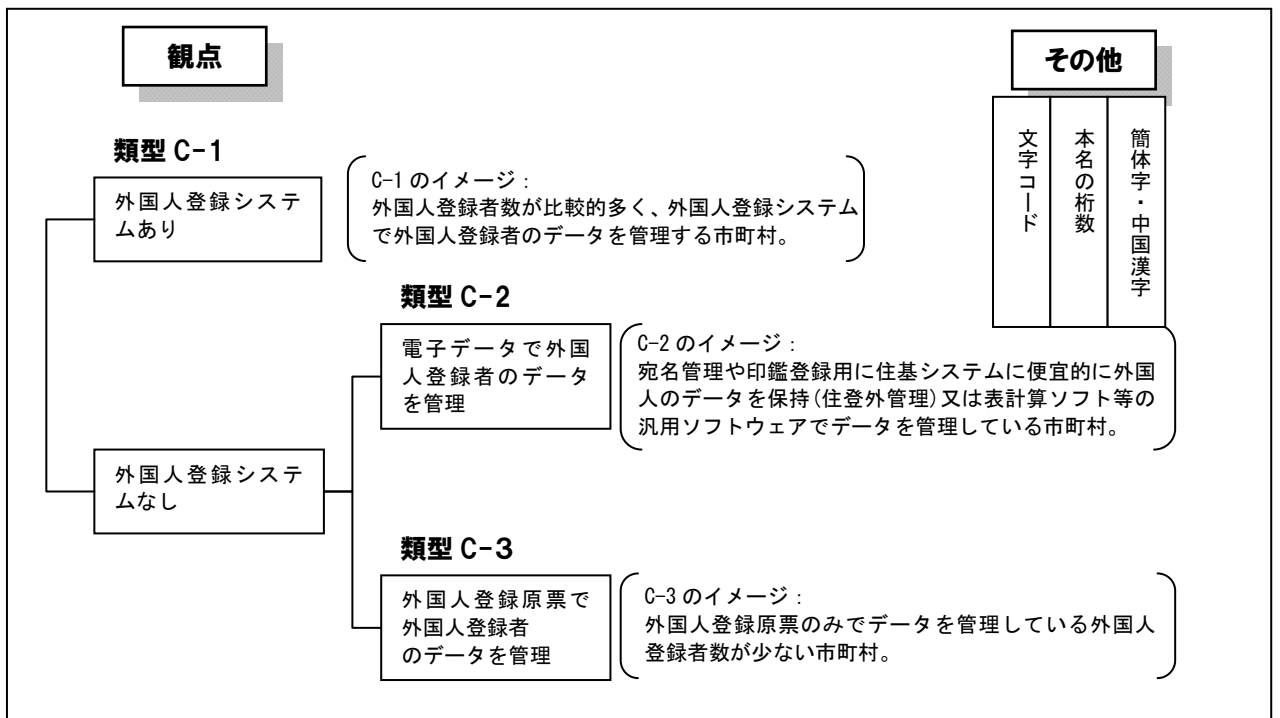 観点
その他
文字コード
本名の桁数
簡体字・中国漢字
類型 C-1
外国人登録システ
ムあり
C-1 のイメージ：
外国人登録者数が比較的多く、外国人登録システム
で外国人登録者のデータを管理する市町村。
類型 C-2
電子データで外国
人登録者のデータ
を管理
C-2 のイメージ：
宛名管理や印鑑登録用に住基システムに便宜的に外国
人のデータを保持(住登外管理)又は表計算ソフト等の
汎用ソフトウェアでデータを管理している市町村。
外国人登録システ
ムなし
類型 C-３
外国人登録原票で
外国人登録者
のデータを管理
C-3 のイメージ：
外国人登録原票のみでデータを管理している外国人
登録者数が少ない市町村。